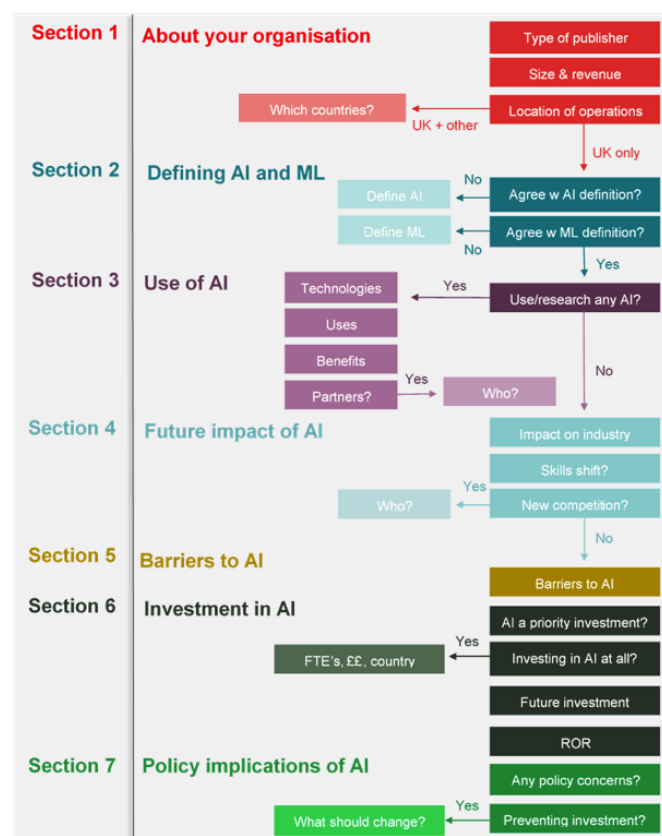 Section 1
About your organisation
Type of publisher
Size & revenue
Which countries?
UK + other
Location of operations
UK only
Section 2
Defining AI and ML
Define AI
No
Agree w AI definition?
Define ML
No
Agree w ML definition?
Yes
Section 3
Use of AI
Technologies
Yes
Use/research any AI?
Uses
Benefits
No
Partners?
Yes
Who?
Section 4
Future impact of AI
Impact on industry
Skills shift?
Who?
Yes
New competition?
No
Section 5
Barriers to AI
Barriers to AI
Section 6
Investment in AI
AI a priority investment?
FTE's, ££, country
Yes
Investing in AI at all?
Future investment
ROR
Section 7
Policy implications of AI
Any policy concerns?
What should change?
Yes
Preventing investment?